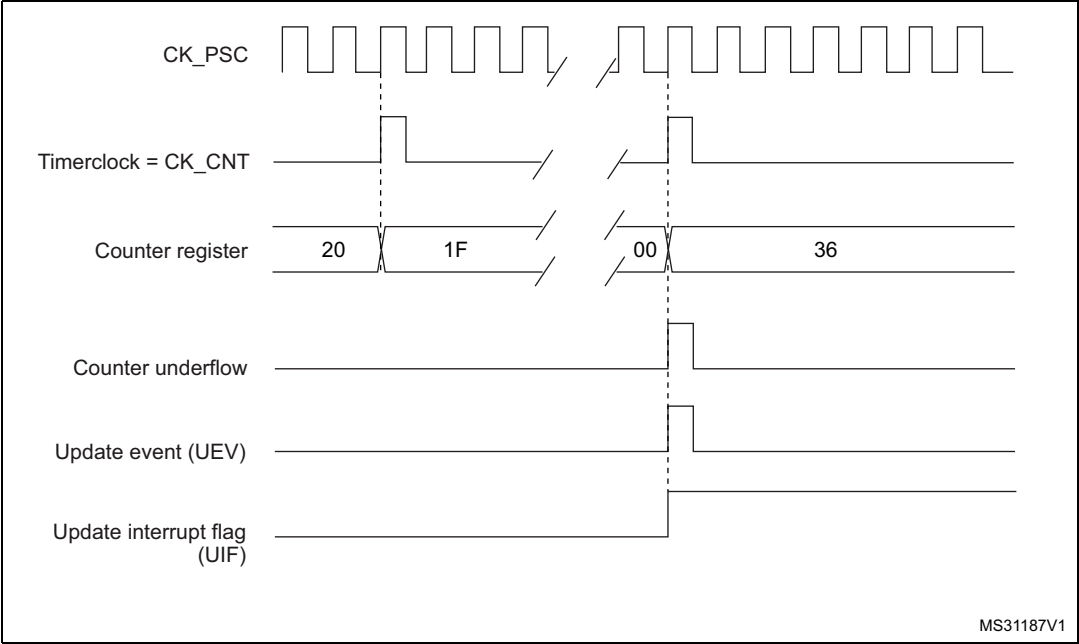 CK_PSC
Timerclock = CK_CNT
Counter register
20
1F
00
36
Counter underflow
Update event (UEV)
Update interrupt flag
(UIF)
MS31187V1